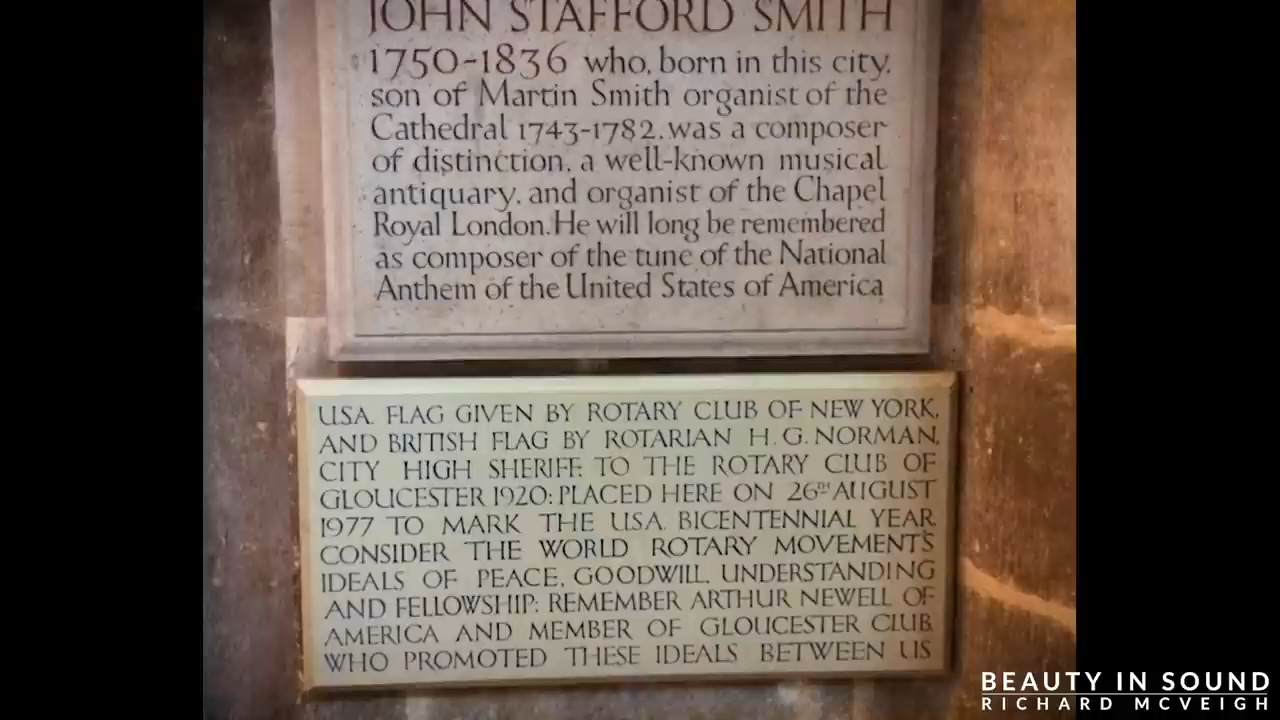 JOHN STAFFORD SMITH
1750-1836 who, born in this city,
son of Martin Smith organist of the
Cathedral 1743-1782, was a composer
of distinction, a well-known musical
antiquary, and organist of the Chapel
Royal London. He will long be remembered
as composer of the tune of the National
Anthem of the United States of America
U.S.A. FLAG GIVEN BY ROTARY CLUB OF NEW YORK,
AND BRITISH FLAG BY ROTARIAN H. G. NORMAN,
CITY HIGH SHERIFF, TO THE ROTARY CLUB OF
GLOUCESTER 1920: PLACED HERE ON 26TH AUGUST
1977 TO MARK THE U.S.A. BICENTENNIAL YEAR
CONSIDER THE WORLD ROTARY MOVEMENT'S
IDEALS OF PEACE, GOODWILL, UNDERSTANDING
AND FELLOWSHIP: REMEMBER ARTHUR NEWELL OF
AMERICA AND MEMBER OF GLOUCESTER CLUB
WHO PROMOTED THESE IDEALS BETWEEN US
BEAUTY IN SOUND
RICHARD MCVEIGH